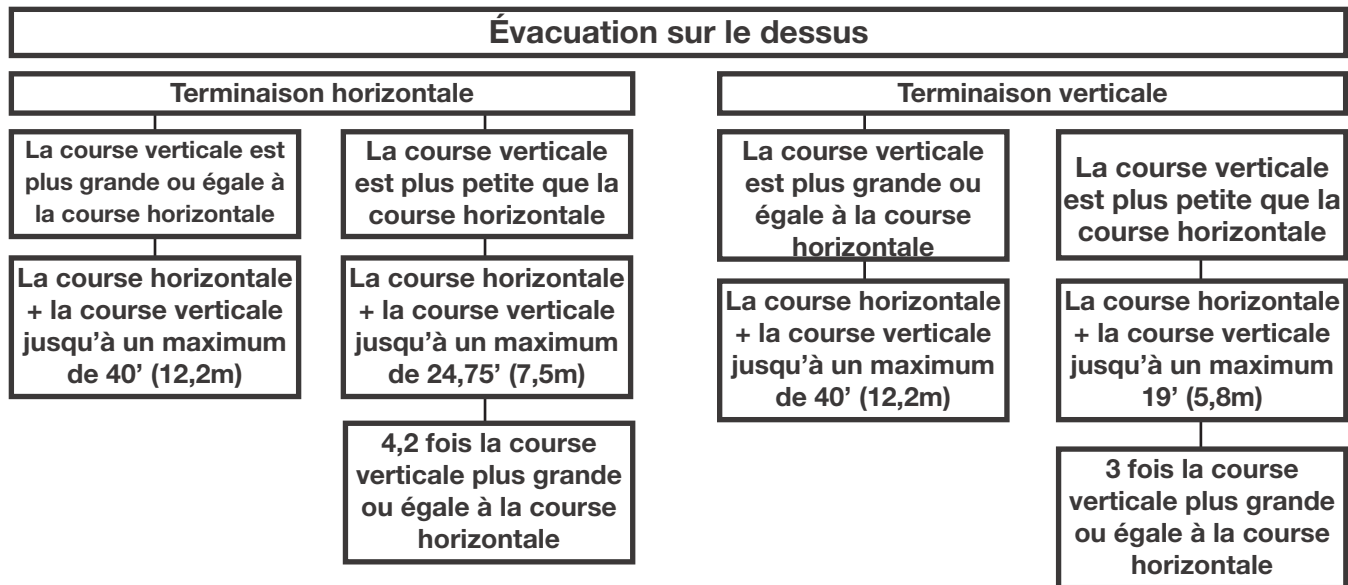 Évacuation sur le dessus
Terminaison horizontale
La course verticale est
plus grande ou égale à
la course horizontale
La course horizontale
+ la course verticale
jusqu'à un maximum
de 40’ (12,2m)
La course verticale
est plus petite que la
course horizontale
La course horizontale
+ la course verticale
jusqu'à un maximum
de 24,75’ (7,5m)
4,2 fois la course
verticale plus grande
ou égale à la course
horizontale
Terminaison verticale
La course verticale
est plus grande ou
égale à la course
horizontale
La course horizontale
+ la course verticale
jusqu'à un maximum
de 40’ (12,2m)
La course verticale
est plus petite que la
course horizontale
La course horizontale
+ la course verticale
jusqu'à un maximum
19’ (5,8m)
3 fois la course
verticale plus grande
ou égale à la course
horizontale